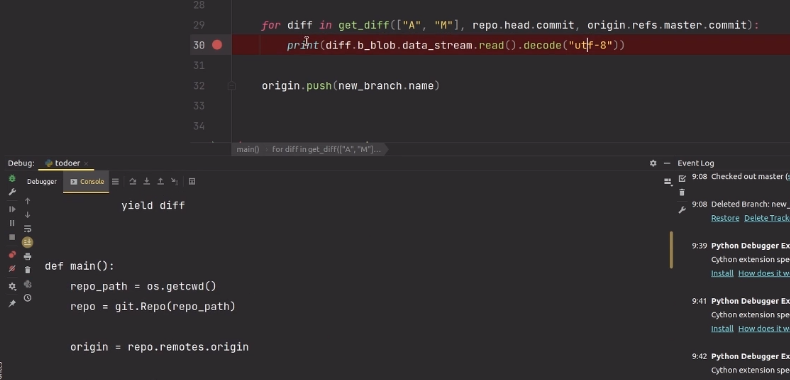 28
29 for diff in get_diff(["A", "M"], repo.head.commit, origin.refs.master.commit):
30 print(diff.b_blob.data_stream.read().decode("utf-8"))
31
32 origin.push(new_branch.name)
33
34
main() for diff in get_diff(["A", "M"]...
Debug: todoer
Debugger Console
yield diff
def main():
repo_path = os.getcwd()
repo = git.Repo(repo_path)
origin = repo.remotes.origin
Event Log
9:08 Checked out master (
9:08 Deleted Branch: new_
Restore Delete Track
9:39 Python Debugger Ex
Cython extension spe
Install How does it w
9:41 Python Debugger Ex
Cython extension spe
Install How does it w
9:42 Python Debugger Ex
Cython extension spe